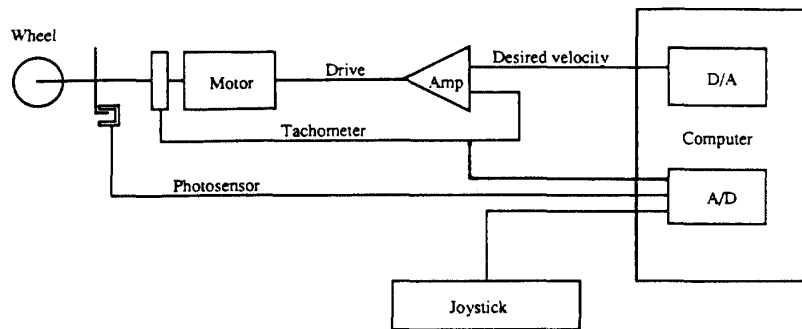 Wheel
Motor
Drive
Amp
Desired velocity
D/A
Tachometer
Computer
Photosensor
A/D
Joystick